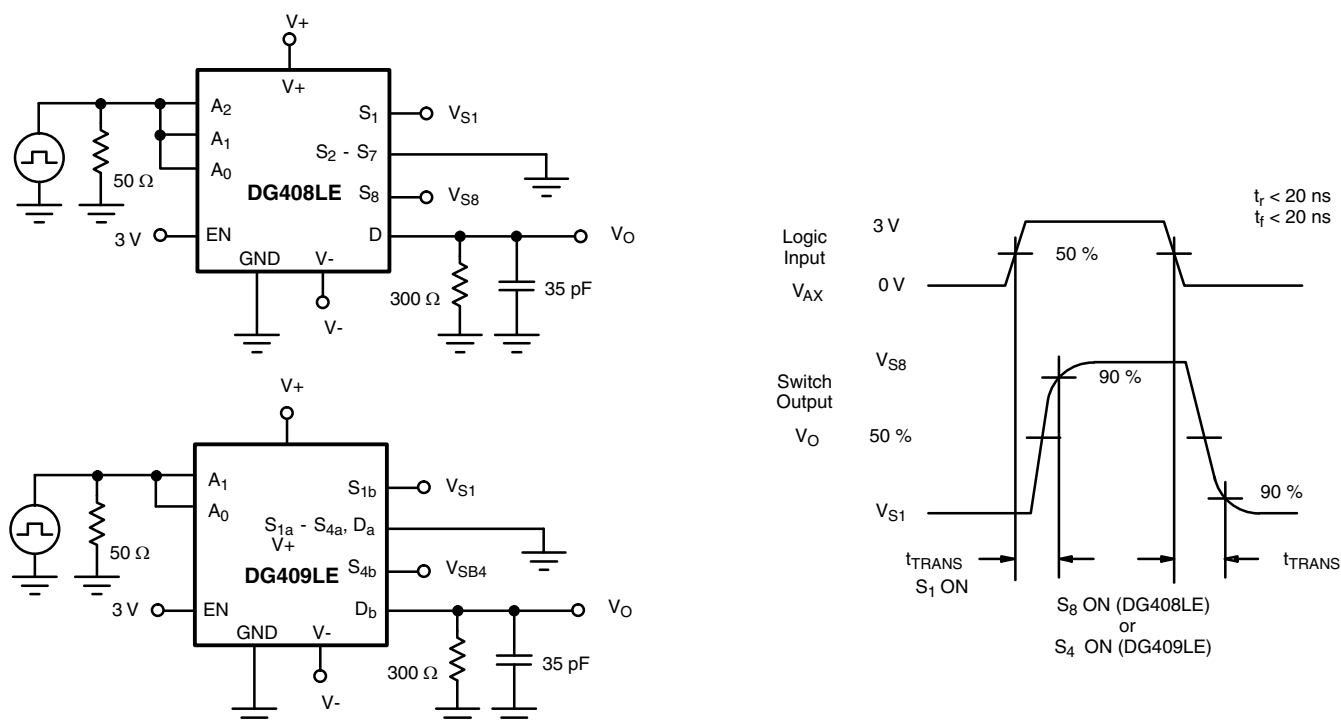 V+
V+
A2
A1
A0
50 Ω
DG408LE
S1
VS1
S2 - S7
S8
VS8
3 V
EN
D
VO
GND
V-
V-
300 Ω
35 pF
V+
A1
A0
50 Ω
S1b
VS1
S1a - S4a, Da
V+
S4b
VSB4
DG409LE
3 V
EN
Db
VO
GND
V-
V-
300 Ω
35 pF
tr < 20 ns
tf < 20 ns
Logic
Input
VAX
3 V
50 %
0 V
VS8
Switch
Output
VO
90 %
50 %
90 %
VS1
tTRANS
tTRANS
S1 ON
S8 ON (DG408LE)
or
S4 ON (DG409LE)